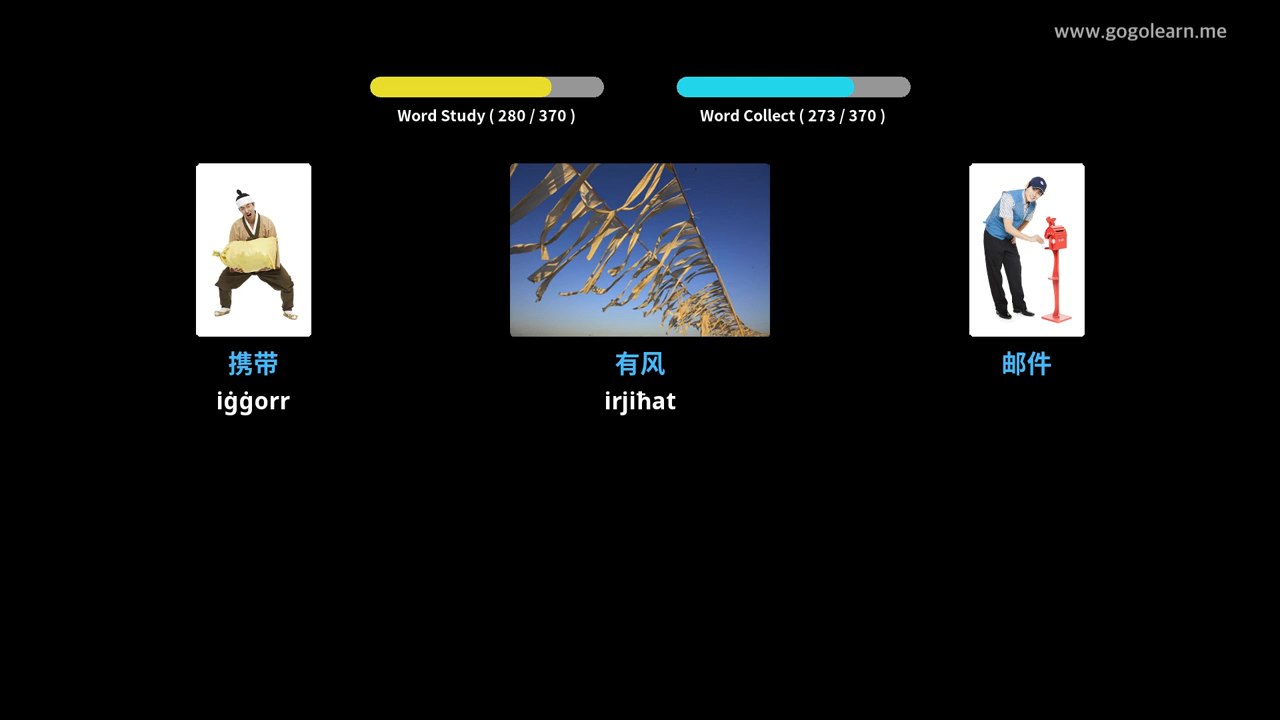 www.gogolearn.me
Word Study ( 280 / 370 )
Word Collect ( 273 / 370 )
携带
有风
邮件
iġġorr
irjiħat